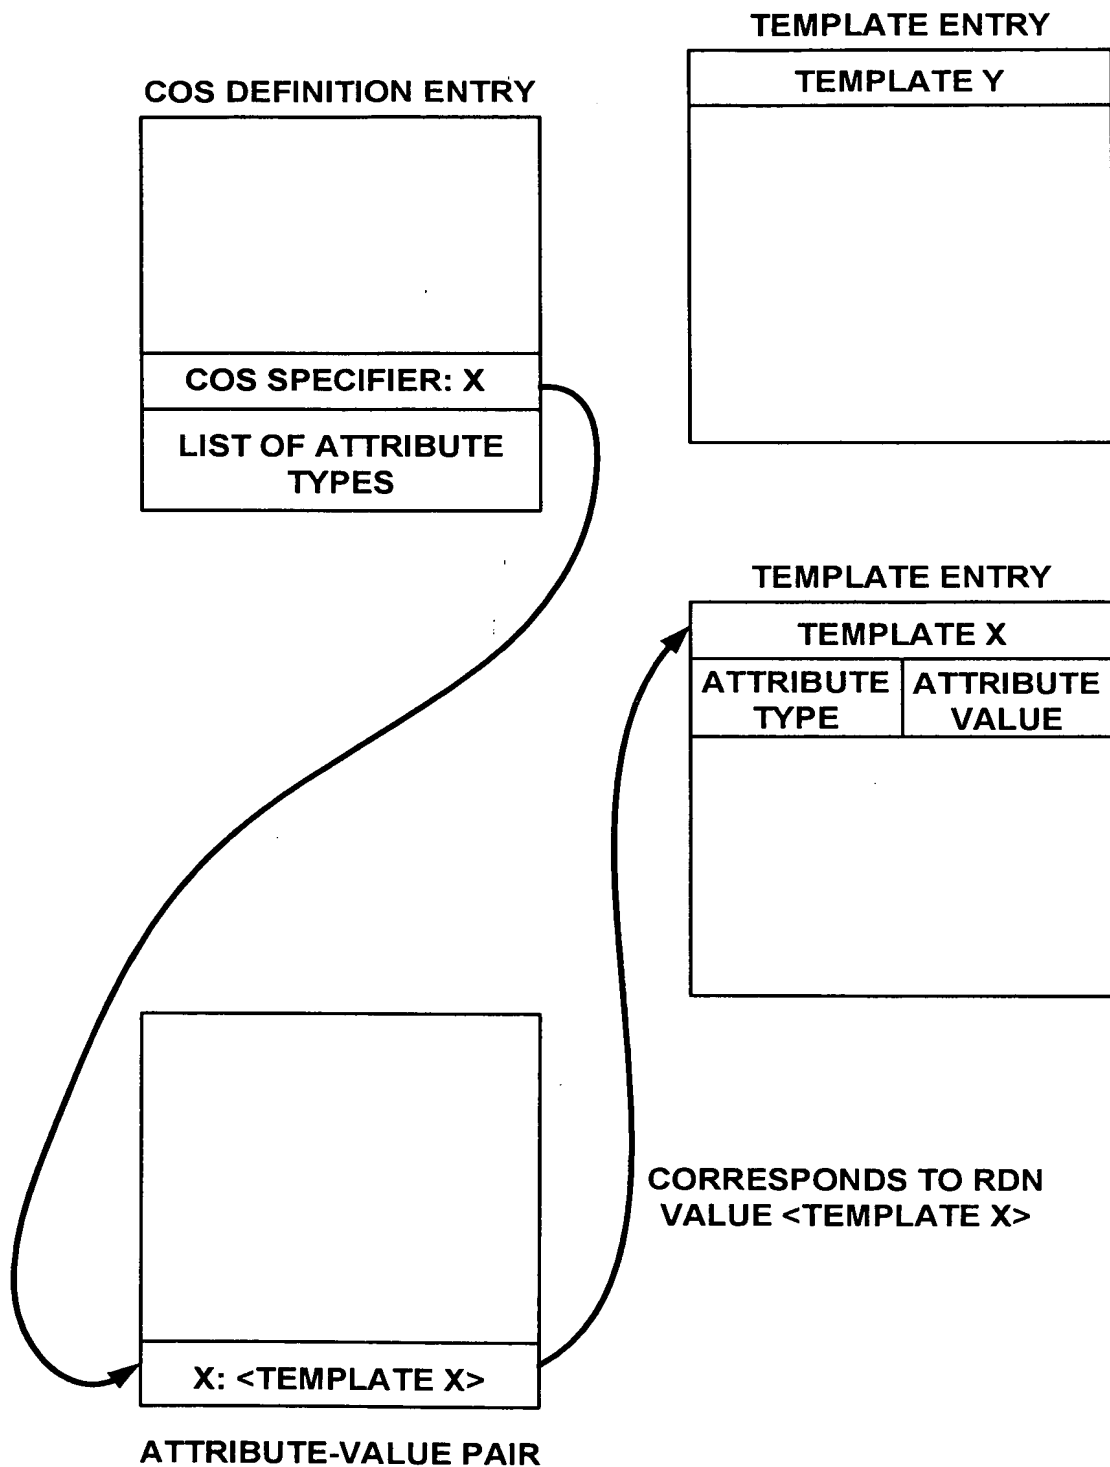 TEMPLATE ENTRY
TEMPLATE Y
COS DEFINITION ENTRY
COS SPECIFIER: X
LIST OF ATTRIBUTE
TYPES
TEMPLATE ENTRY
TEMPLATE X
ATTRIBUTE
TYPE
ATTRIBUTE
VALUE
CORRESPONDS TO RDN
VALUE <TEMPLATE X>
X: <TEMPLATE X>
ATTRIBUTE-VALUE PAIR